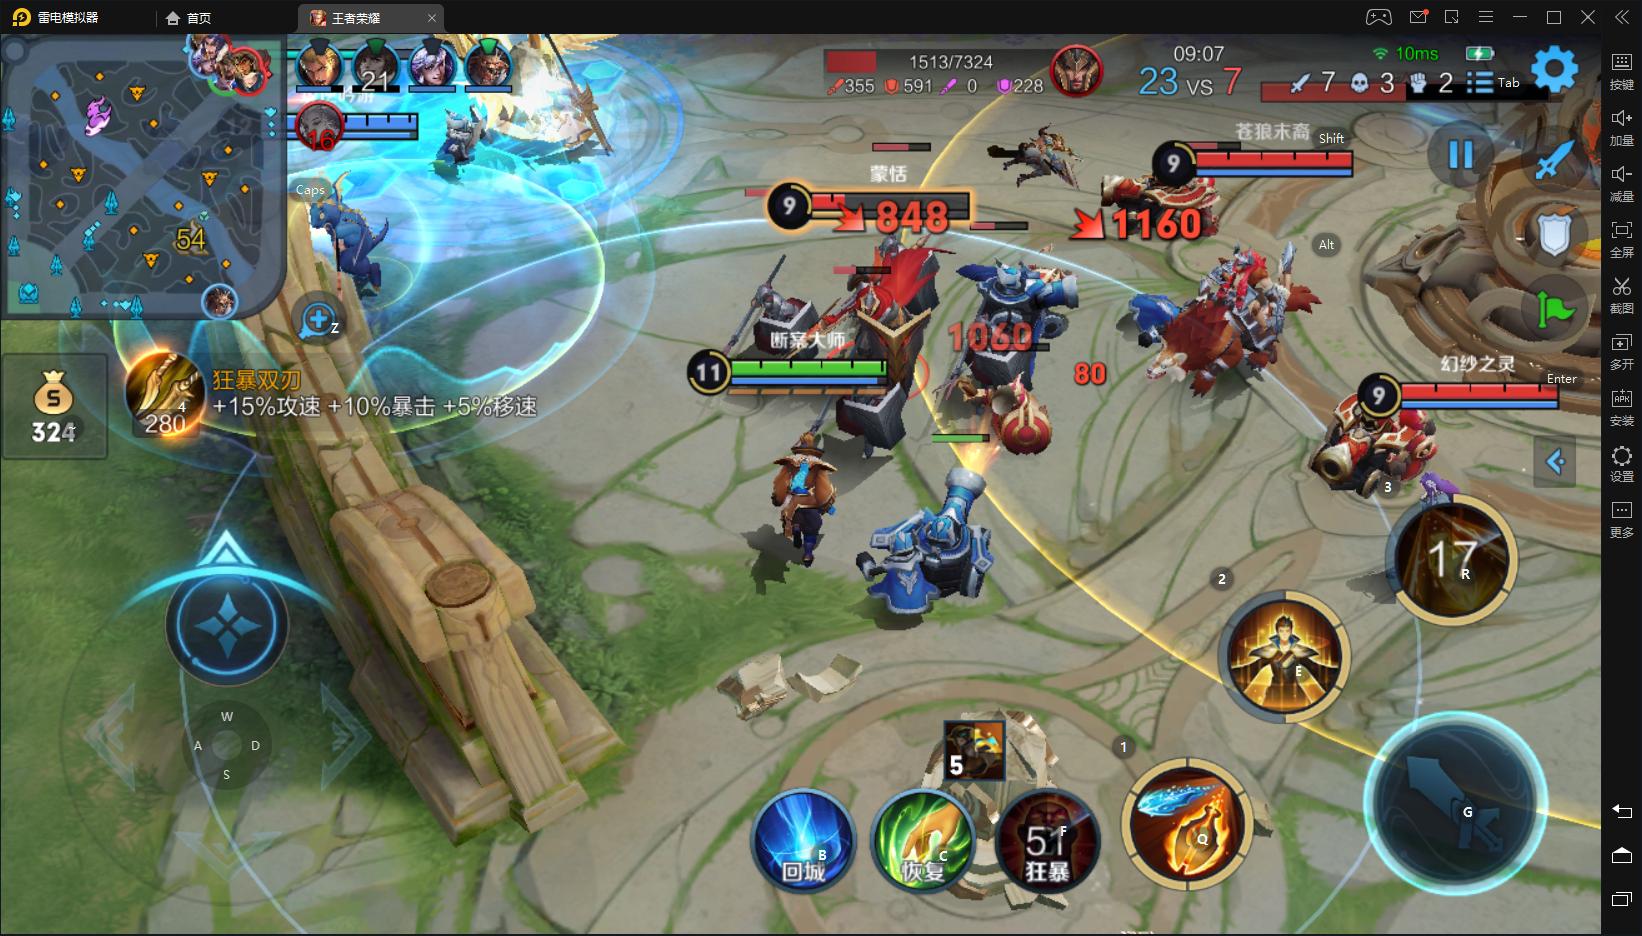 雷电模拟器
首页
王者荣耀
按键
加量
减量
全屏
截图
多开
安装
设置
更多
21
16
Caps
54
1513/7324
355 591 0 228
09:07
23 VS 7
10ms
7 3 2
Tab
苍狼末裔
Shift
9
蒙恬
9
848
1160
Alt
断案大师
11
1060
80
幻纱之灵
Enter
9
Z
狂暴双刃
+15%攻速 +10%暴击 +5%移速
4
280
324
3
17
R
2
E
W
A D
S
5
1
B
回城
C
恢复
51
F
狂暴
Q
G
APK